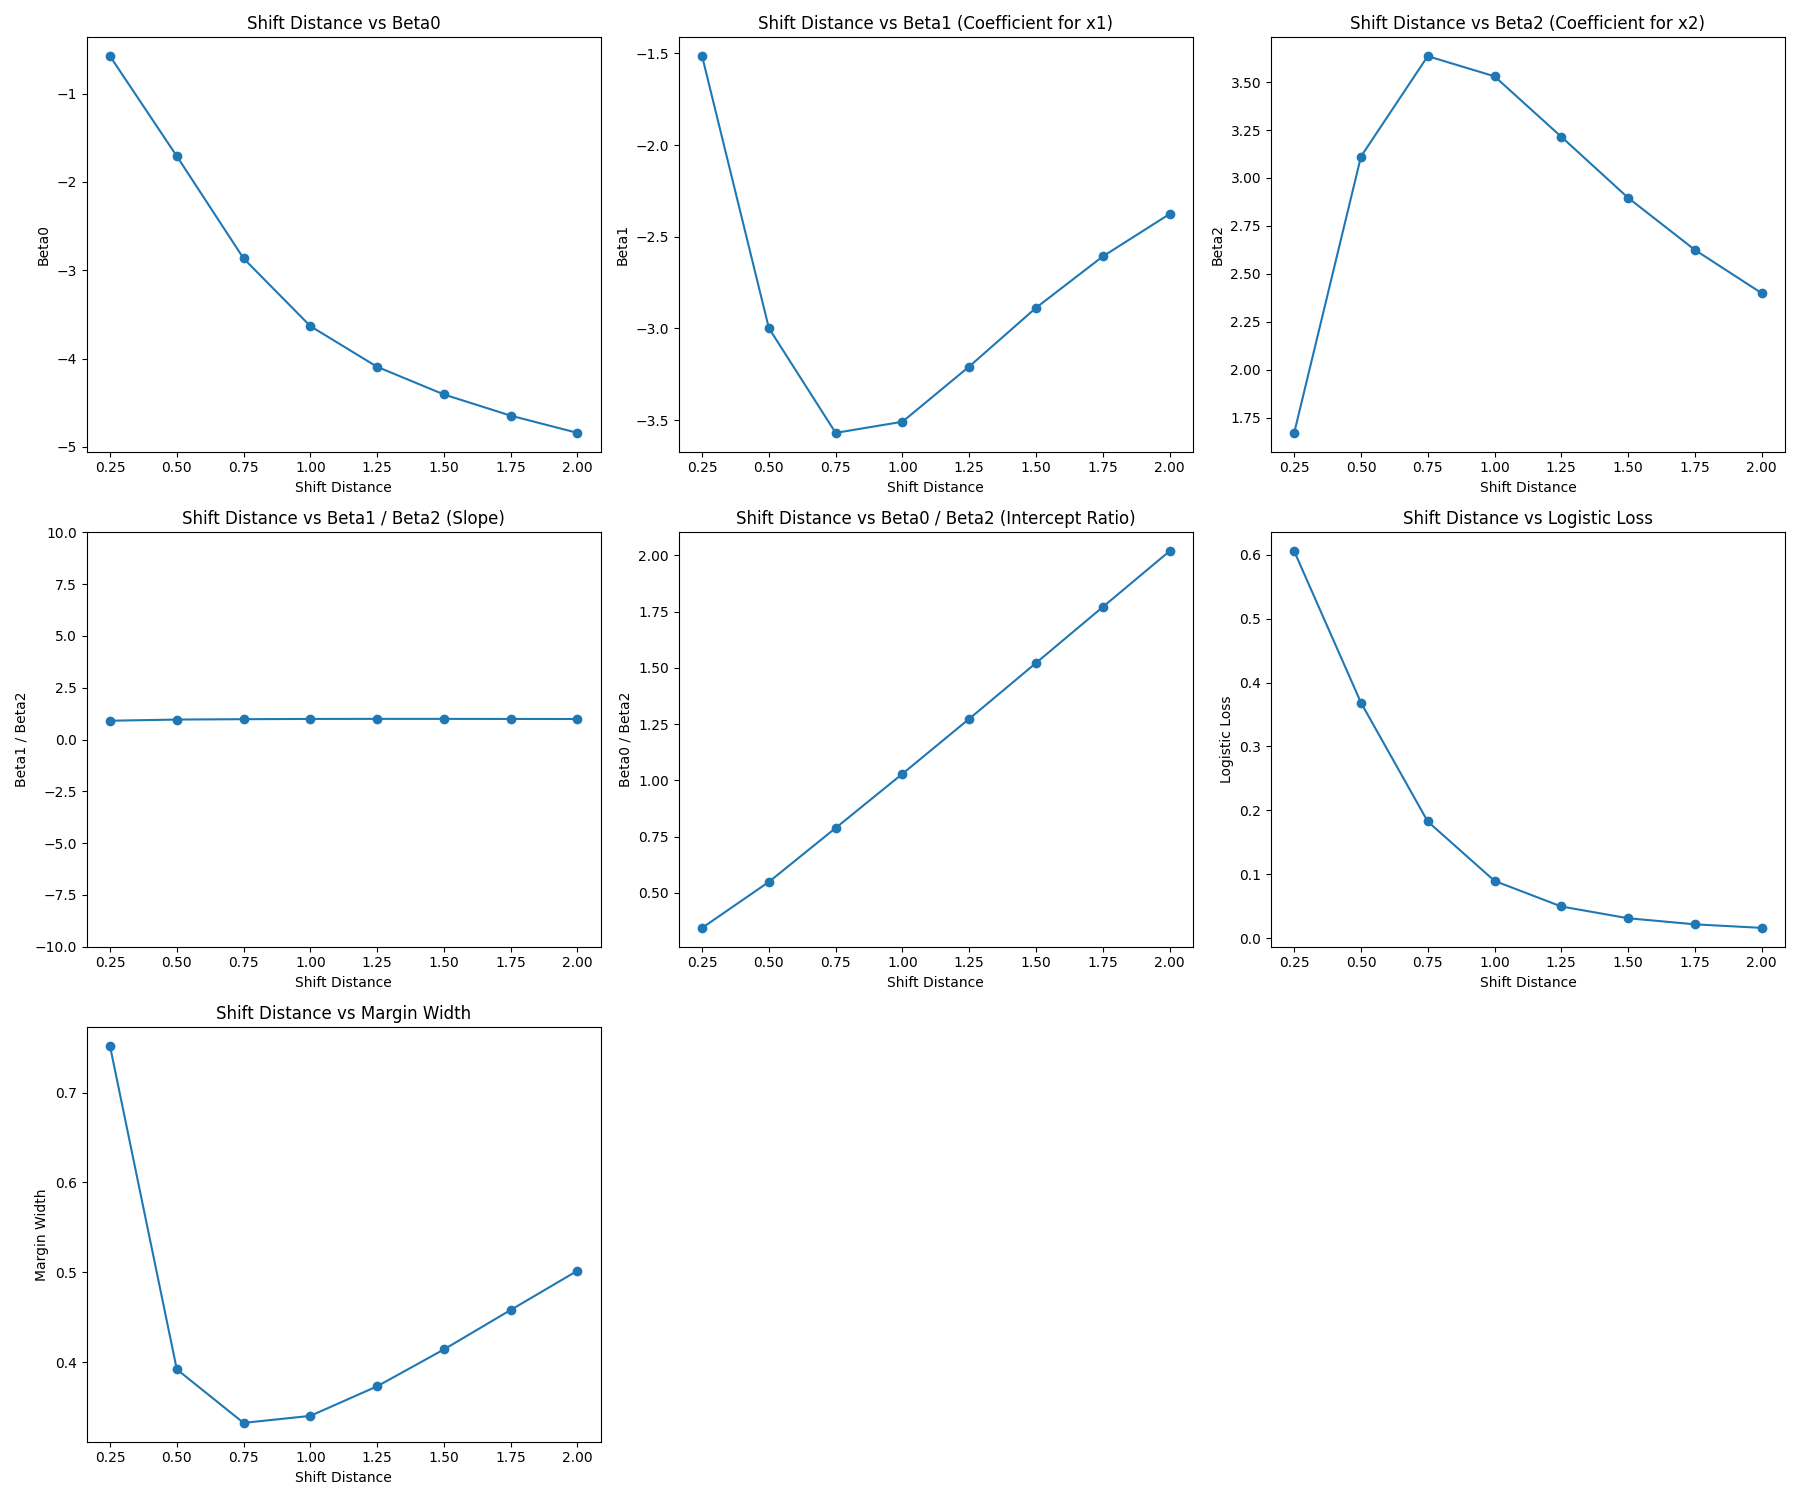 Shift Distance vs Beta0
Beta0
−1
−2
−3
−4
−5
0.25 0.50 0.75 1.00 1.25 1.50 1.75 2.00
Shift Distance
Shift Distance vs Beta1 (Coefficient for x1)
Beta1
−1.5
−2.0
−2.5
−3.0
−3.5
0.25 0.50 0.75 1.00 1.25 1.50 1.75 2.00
Shift Distance
Shift Distance vs Beta2 (Coefficient for x2)
Beta2
3.50
3.25
3.00
2.75
2.50
2.25
2.00
1.75
0.25 0.50 0.75 1.00 1.25 1.50 1.75 2.00
Shift Distance
Shift Distance vs Beta1 / Beta2 (Slope)
Beta1 / Beta2
10.0
7.5
5.0
2.5
0.0
−2.5
−5.0
−7.5
−10.0
0.25 0.50 0.75 1.00 1.25 1.50 1.75 2.00
Shift Distance
Shift Distance vs Beta0 / Beta2 (Intercept Ratio)
Beta0 / Beta2
2.00
1.75
1.50
1.25
1.00
0.75
0.50
0.25 0.50 0.75 1.00 1.25 1.50 1.75 2.00
Shift Distance
Shift Distance vs Logistic Loss
Logistic Loss
0.6
0.5
0.4
0.3
0.2
0.1
0.0
0.25 0.50 0.75 1.00 1.25 1.50 1.75 2.00
Shift Distance
Shift Distance vs Margin Width
Margin Width
0.7
0.6
0.5
0.4
0.25 0.50 0.75 1.00 1.25 1.50 1.75 2.00
Shift Distance